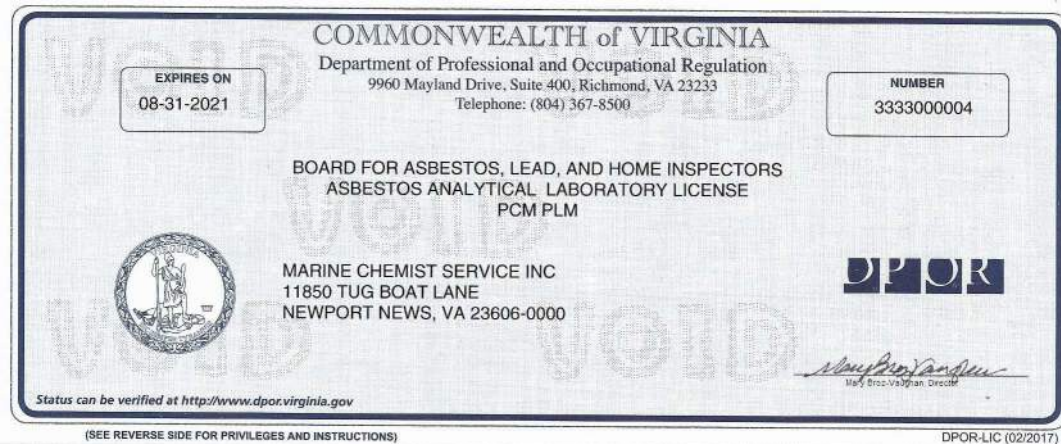 COMMONWEALTH of VIRGINIA
Department of Professional and Occupational Regulation
9960 Mayland Drive, Suite 400, Richmond, VA 23233
Telephone: (804) 367-8500
EXPIRES ON
08-31-2021
NUMBER
3333000004
VOID VOID
BOARD FOR ASBESTOS, LEAD, AND HOME INSPECTORS
ASBESTOS ANALYTICAL LABORATORY LICENSE
PCM PLM
VOID
VIRGINIA
DPOR
MARINE CHEMIST SERVICE INC
11850 TUG BOAT LANE
NEWPORT NEWS, VA 23606-0000
VOID VOID
Mary Broz-Vaughan, Director
Status can be verified at http://www.dpor.virginia.gov
(SEE REVERSE SIDE FOR PRIVILEGES AND INSTRUCTIONS)
DPOR-LIC (02/2017)